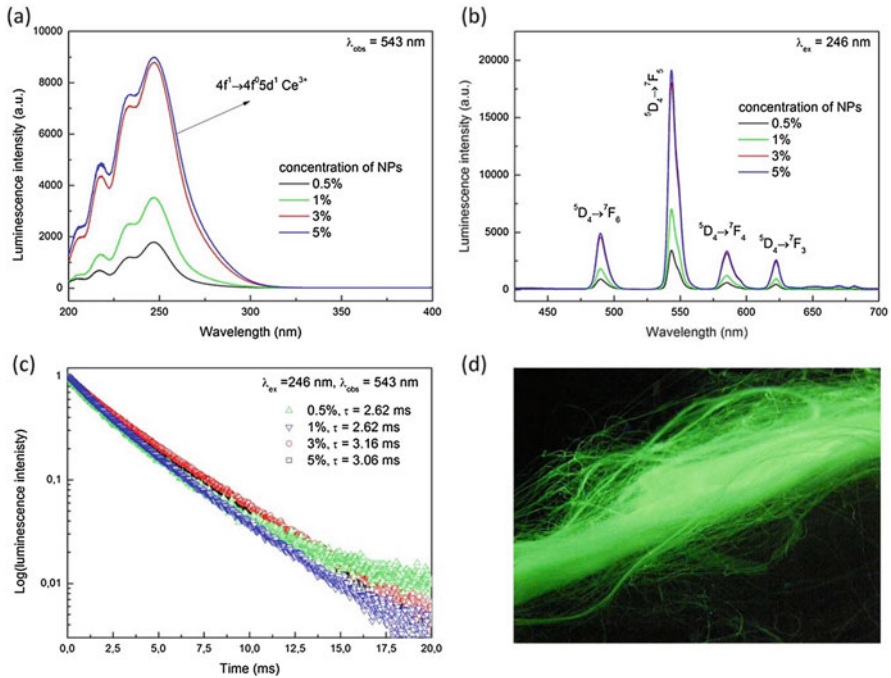 (a)
λobs = 543 nm
4f¹→4f⁰5d¹ Ce³⁺
concentration of NPs
0.5%
1%
3%
5%
Luminescence intensity (a.u.)
10000
8000
6000
4000
2000
0
200 250 300 350 400
Wavelength (nm)
(b)
λex = 246 nm
⁵D₄→⁷F₅
concentration of NPs
0.5%
1%
3%
5%
⁵D₄→⁷F₆
⁵D₄→⁷F₄
⁵D₄→⁷F₃
Luminescence intensity (a.u.)
20000
15000
10000
5000
0
450 500 550 600 650 700
Wavelength (nm)
(c)
λex =246 nm, λobs = 543 nm
0.5%, τ = 2.62 ms
1%, τ = 2.62 ms
3%, τ = 3.16 ms
5%, τ = 3.06 ms
Log(luminescence intenisty)
1
0,1
0,01
0,0 2,5 5,0 7,5 10,0 12,5 15,0 17,5 20,0
Time (ms)
(d)